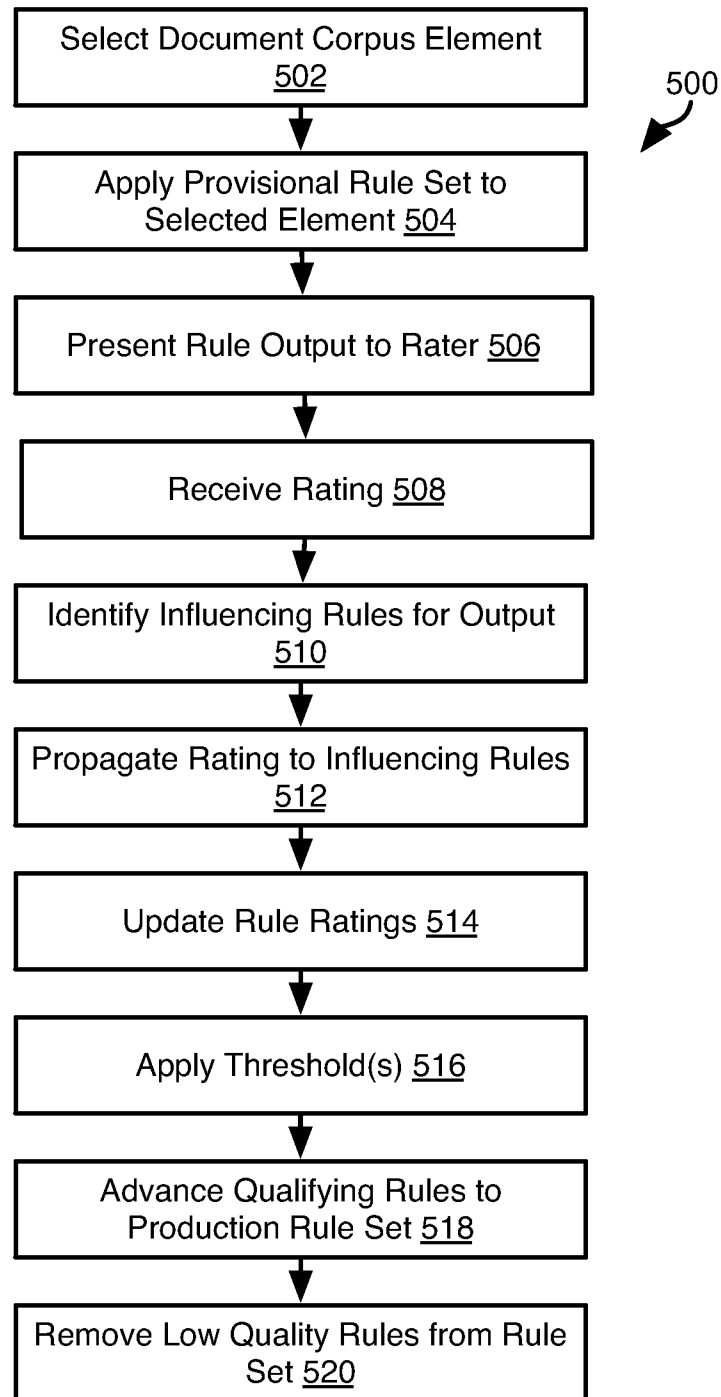 Select Document Corpus Element
502
500
Apply Provisional Rule Set to
Selected Element 504
Present Rule Output to Rater 506
Receive Rating 508
Identify Influencing Rules for Output
510
Propagate Rating to Influencing Rules
512
Update Rule Ratings 514
Apply Threshold(s) 516
Advance Qualifying Rules to
Production Rule Set 518
Remove Low Quality Rules from Rule
Set 520